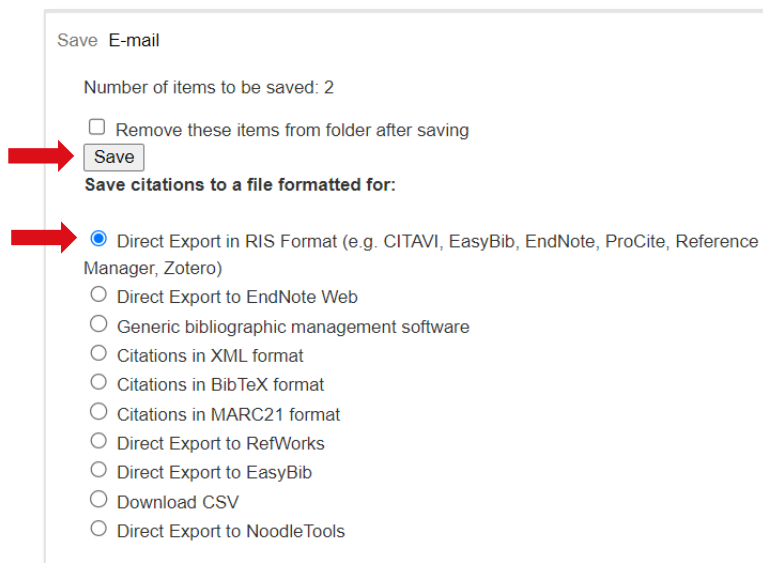 Save E-mail
Number of items to be saved: 2
Remove these items from folder after saving
Save
Save citations to a file formatted for:
Direct Export in RIS Format (e.g. CITAVI, EasyBib, EndNote, ProCite, Reference
Manager, Zotero)
Direct Export to EndNote Web
Generic bibliographic management software
Citations in XML format
Citations in BibTeX format
Citations in MARC21 format
Direct Export to RefWorks
Direct Export to EasyBib
Download CSV
Direct Export to NoodleTools